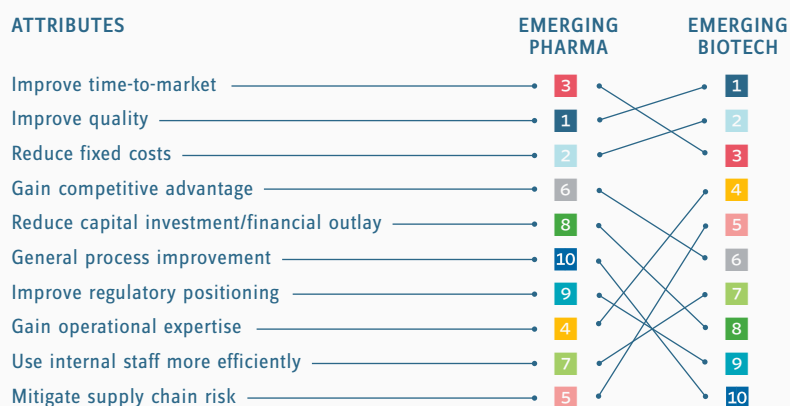 ATTRIBUTES EMERGING PHARMA EMERGING BIOTECH
Improve time-to-market 3 1
Improve quality 1 2
Reduce fixed costs 2 3
Gain competitive advantage 6 4
Reduce capital investment/financial outlay 8 5
General process improvement 10 6
Improve regulatory positioning 9 7
Gain operational expertise 4 8
Use internal staff more efficiently 7 9
Mitigate supply chain risk 5 10